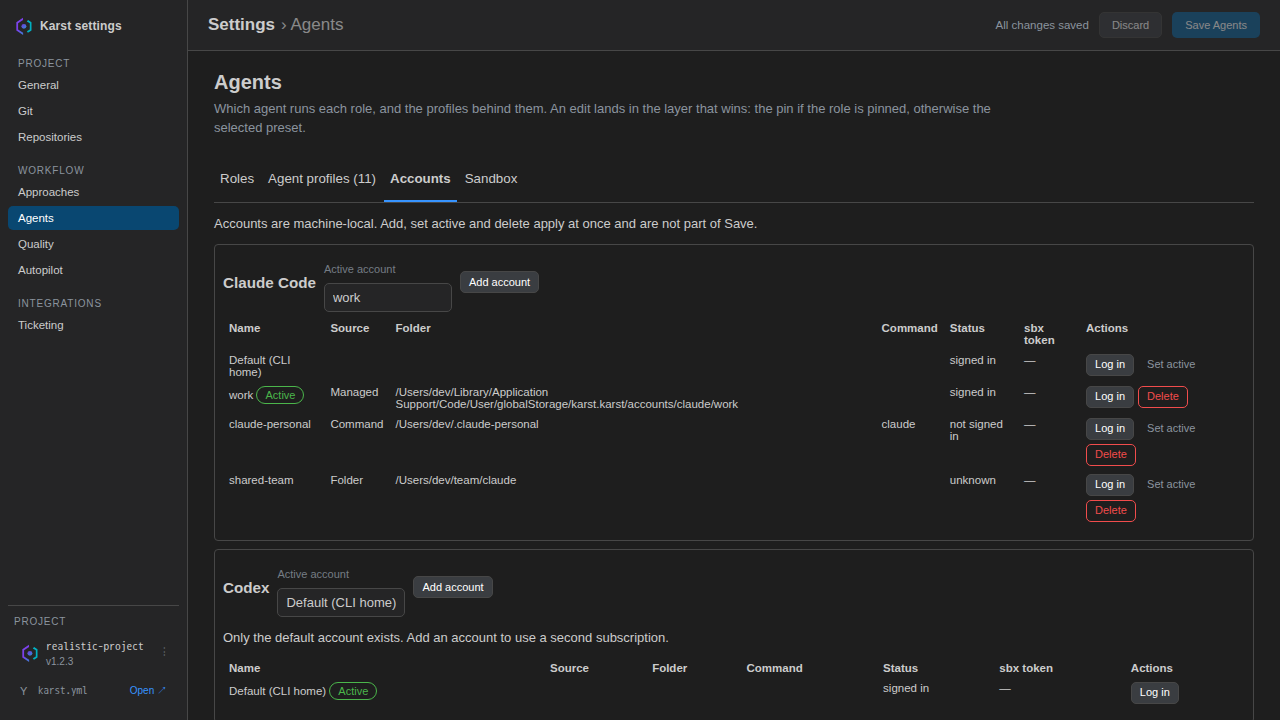 Karst settings
PROJECT
General
Git
Repositories
WORKFLOW
Approaches
Agents
Quality
Autopilot
INTEGRATIONS
Ticketing
PROJECT
realistic-project
v1.2.3
Y karst.yml Open ↗
Settings › Agents
All changes saved Discard Save Agents
Agents
Which agent runs each role, and the profiles behind them. An edit lands in the layer that wins: the pin if the role is pinned, otherwise the
selected preset.
Roles Agent profiles (11) Accounts Sandbox
Accounts are machine-local. Add, set active and delete apply at once and are not part of Save.
Claude Code
Active account
work
Add account
Name Source Folder Command Status sbx token Actions
Default (CLI home) signed in — Log in Set active
work Active Managed /Users/dev/Library/Application Support/Code/User/globalStorage/karst.karst/accounts/claude/work signed in — Log in Delete
claude-personal Command /Users/dev/.claude-personal claude not signed in — Log in Set active Delete
shared-team Folder /Users/dev/team/claude unknown — Log in Set active Delete
Codex
Active account
Default (CLI home)
Add account
Only the default account exists. Add an account to use a second subscription.
Name Source Folder Command Status sbx token Actions
Default (CLI home) Active signed in — Log in